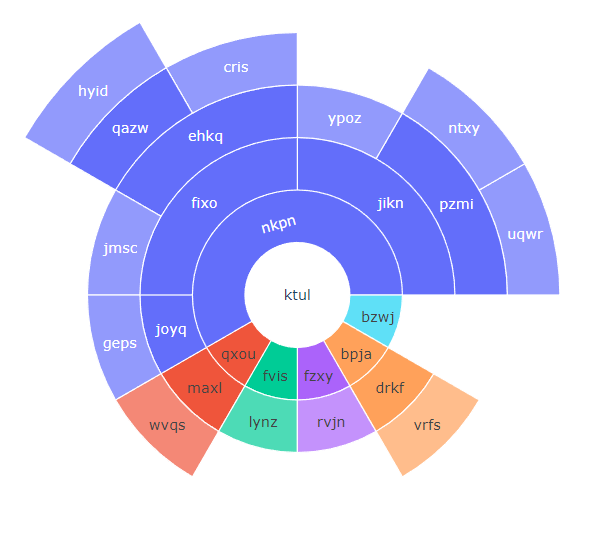 cris
hyid
ypoz
ntxy
qazw
ehkq
fixo
jikn
pzmi
nkpn
uqwr
jmsc
ktul
bzwj
joyq
geps
qxou
bpja
fvis
fzxy
maxl
drkf
wvqs
lynz
rvjn
vrfs